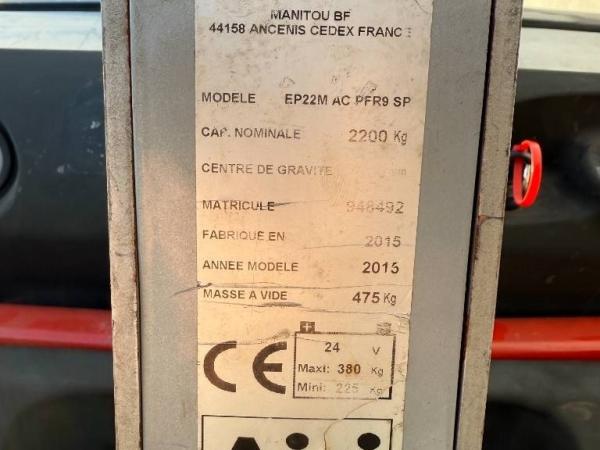 MANITOU BF
44158 ANCENIS CEDEX FRANCE
MODELE EP22M AC PFR9 SP
CAP. NOMINALE 2200 Kg
CENTRE DE GRAVITE
MATRICULE 948492
FABRIQUE EN 2015
ANNEE MODELE 2015
MASSE A VIDE 475 Kg
24 V
Maxi: 380 Kg
Mini: 225 Kg
CE